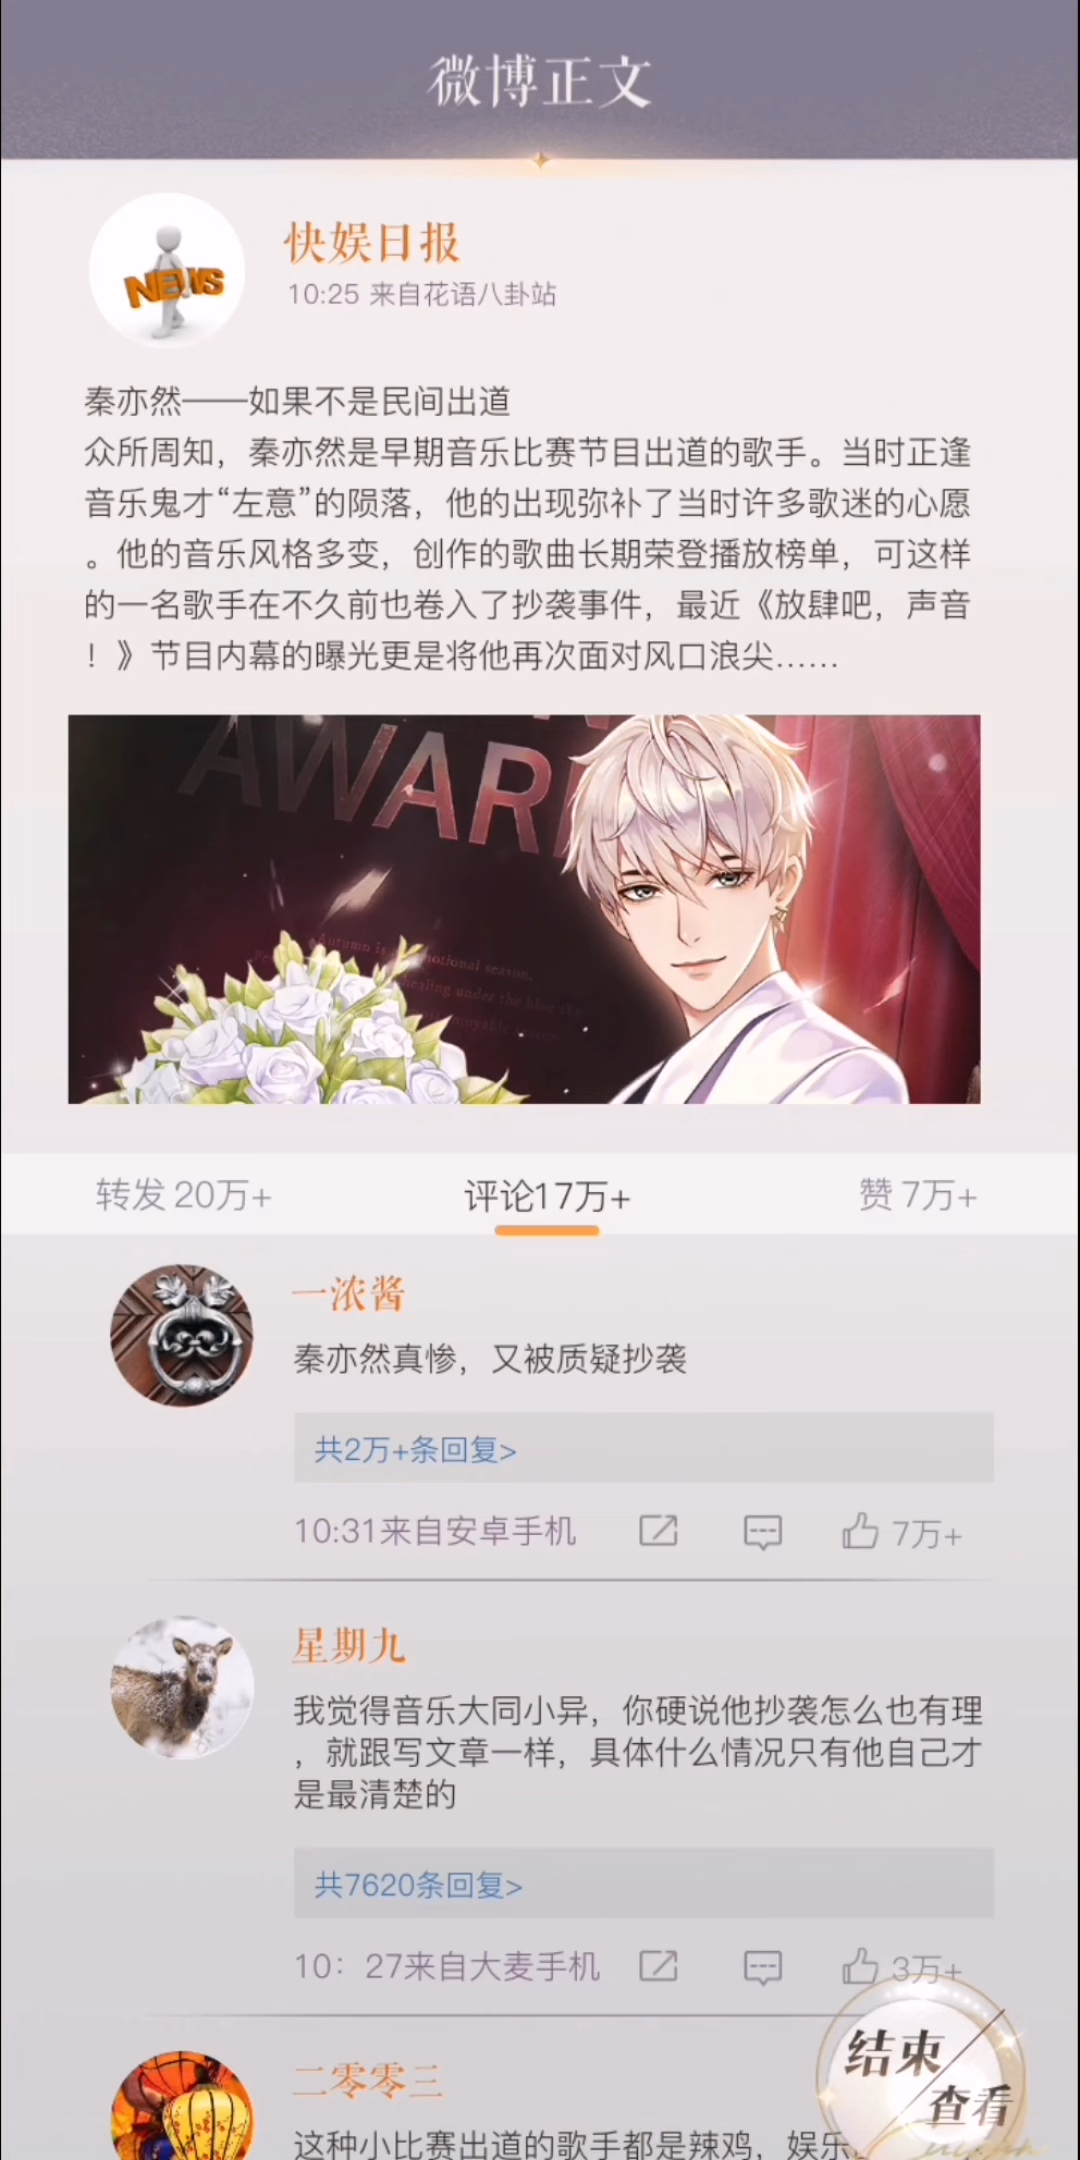 微博正文
NEWS
快娱日报
10:25 来自花语八卦站
秦亦然——如果不是民间出道
众所周知，秦亦然是早期音乐比赛节目出道的歌手。当时正逢
音乐鬼才“左意”的陨落，他的出现弥补了当时许多歌迷的心愿
。他的音乐风格多变，创作的歌曲长期荣登播放榜单，可这样
的一名歌手在不久前也卷入了抄袭事件，最近《放肆吧，声音
！》节目内幕的曝光更是将他再次面对风口浪尖……
AWAR
Autumn is
otional season.
healing under the blue
转发 20万+
评论17万+
赞 7万+
一浓酱
秦亦然真惨，又被质疑抄袭
共2万+条回复>
10:31来自安卓手机
7万+
星期九
我觉得音乐大同小异，你硬说他抄袭怎么也有理
，就跟写文章一样，具体什么情况只有他自己才
是最清楚的
共7620条回复>
10：27来自大麦手机
3万+
结束
查看
二零零三
这种小比赛出道的歌手都是辣鸡，娱乐